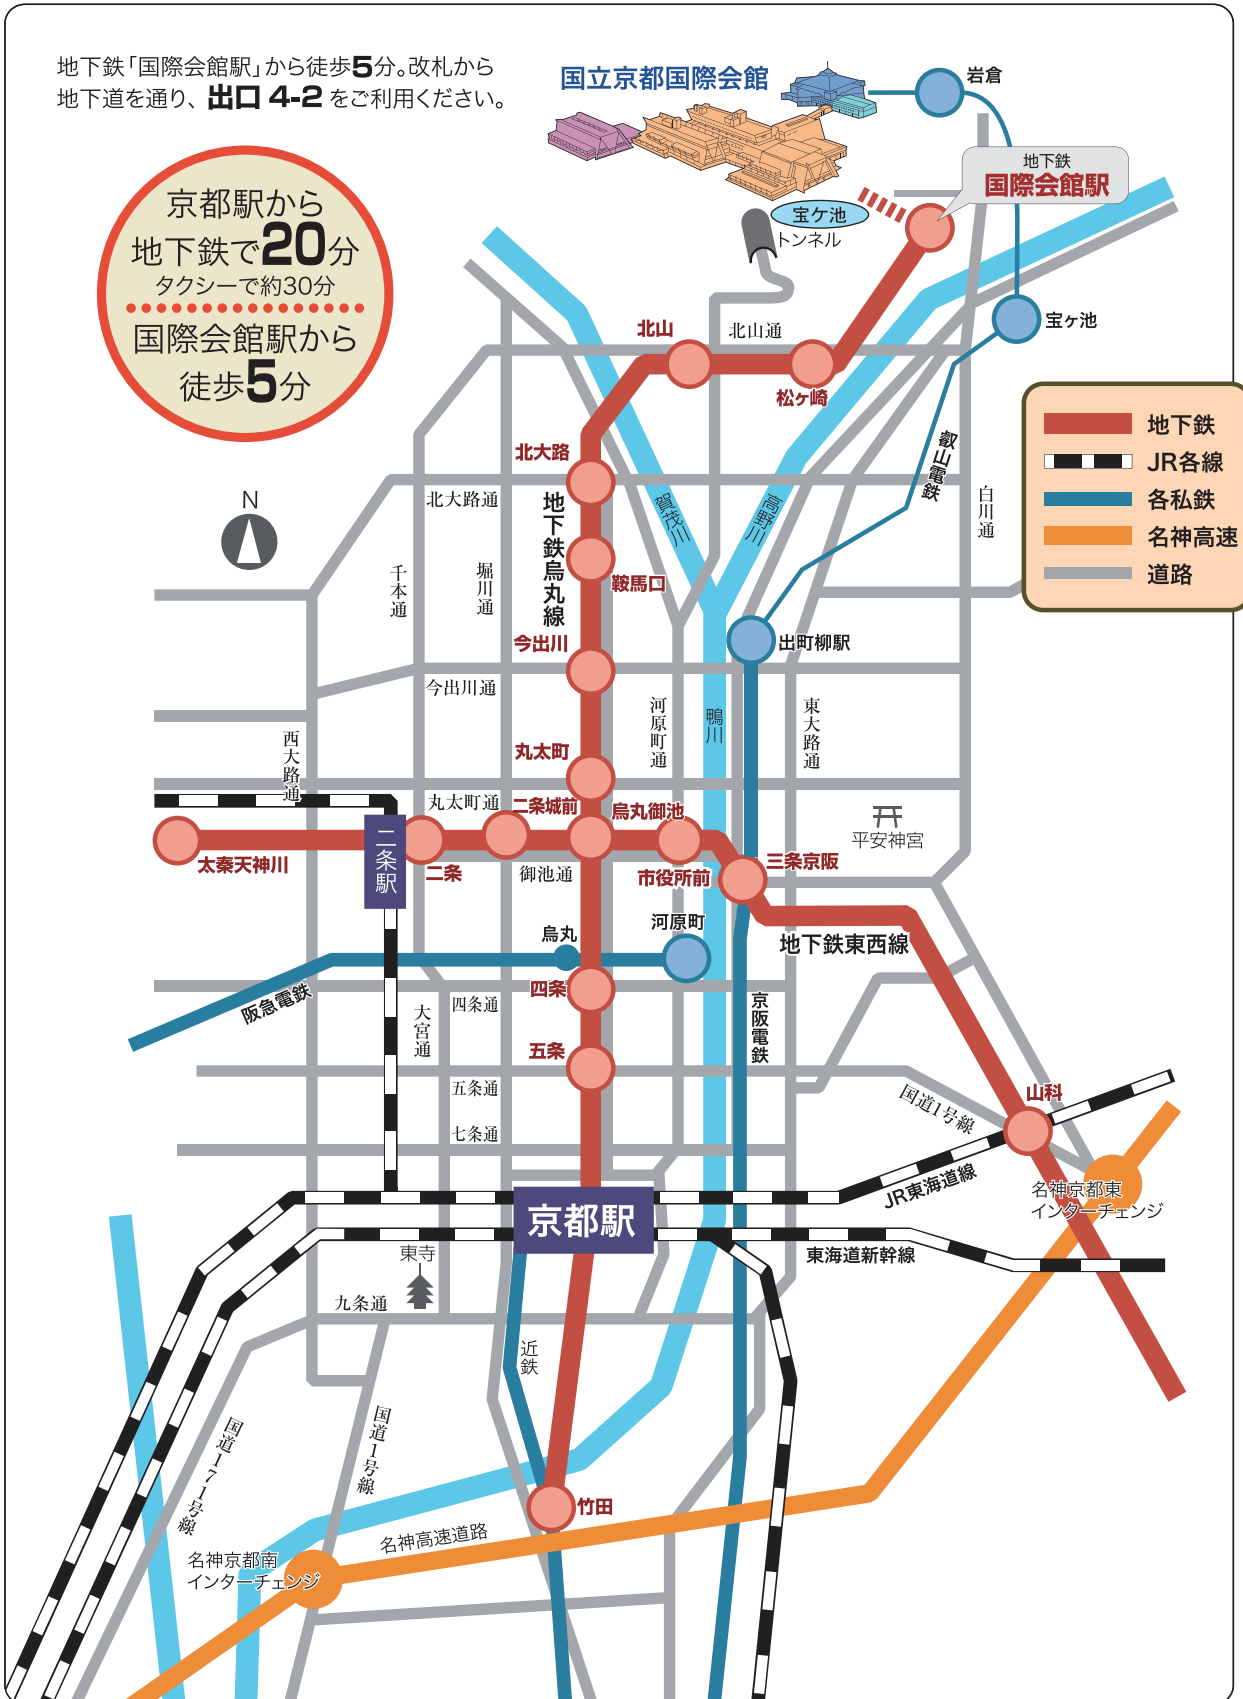 地下鉄「国際会館駅」から徒歩5分。改札から
地下道を通り、出口 4-2 をご利用ください。
国立京都国際会館
岩倉
地下鉄
国際会館駅
京都駅から
地下鉄で20分
タクシーで約30分
国際会館駅から
徒歩5分
宝ケ池
トンネル
北山
北山通
宝ヶ池
松ヶ崎
地下鉄
JR各線
各私鉄
名神高速
道路
叡山電鉄
北大路
北大路通
地下鉄烏丸線
賀茂川
高野川
白川通
N
千本通
堀川通
鞍馬口
今出川
出町柳駅
今出川通
河原町通
鴨川
東大路通
西大路通
丸太町
丸太町通
二条城前
烏丸御池
平安神宮
二条駅
太秦天神川
二条
御池通
市役所前
三条京阪
烏丸
河原町
地下鉄東西線
阪急電鉄
四条
四条通
大宮通
京阪電鉄
五条
五条通
国道1号線
山科
七条通
JR東海道線
名神京都東
インターチェンジ
京都駅
東海道新幹線
東寺
九条通
近鉄
国道171号線
国道1号線
竹田
名神高速道路
名神京都南
インターチェンジ